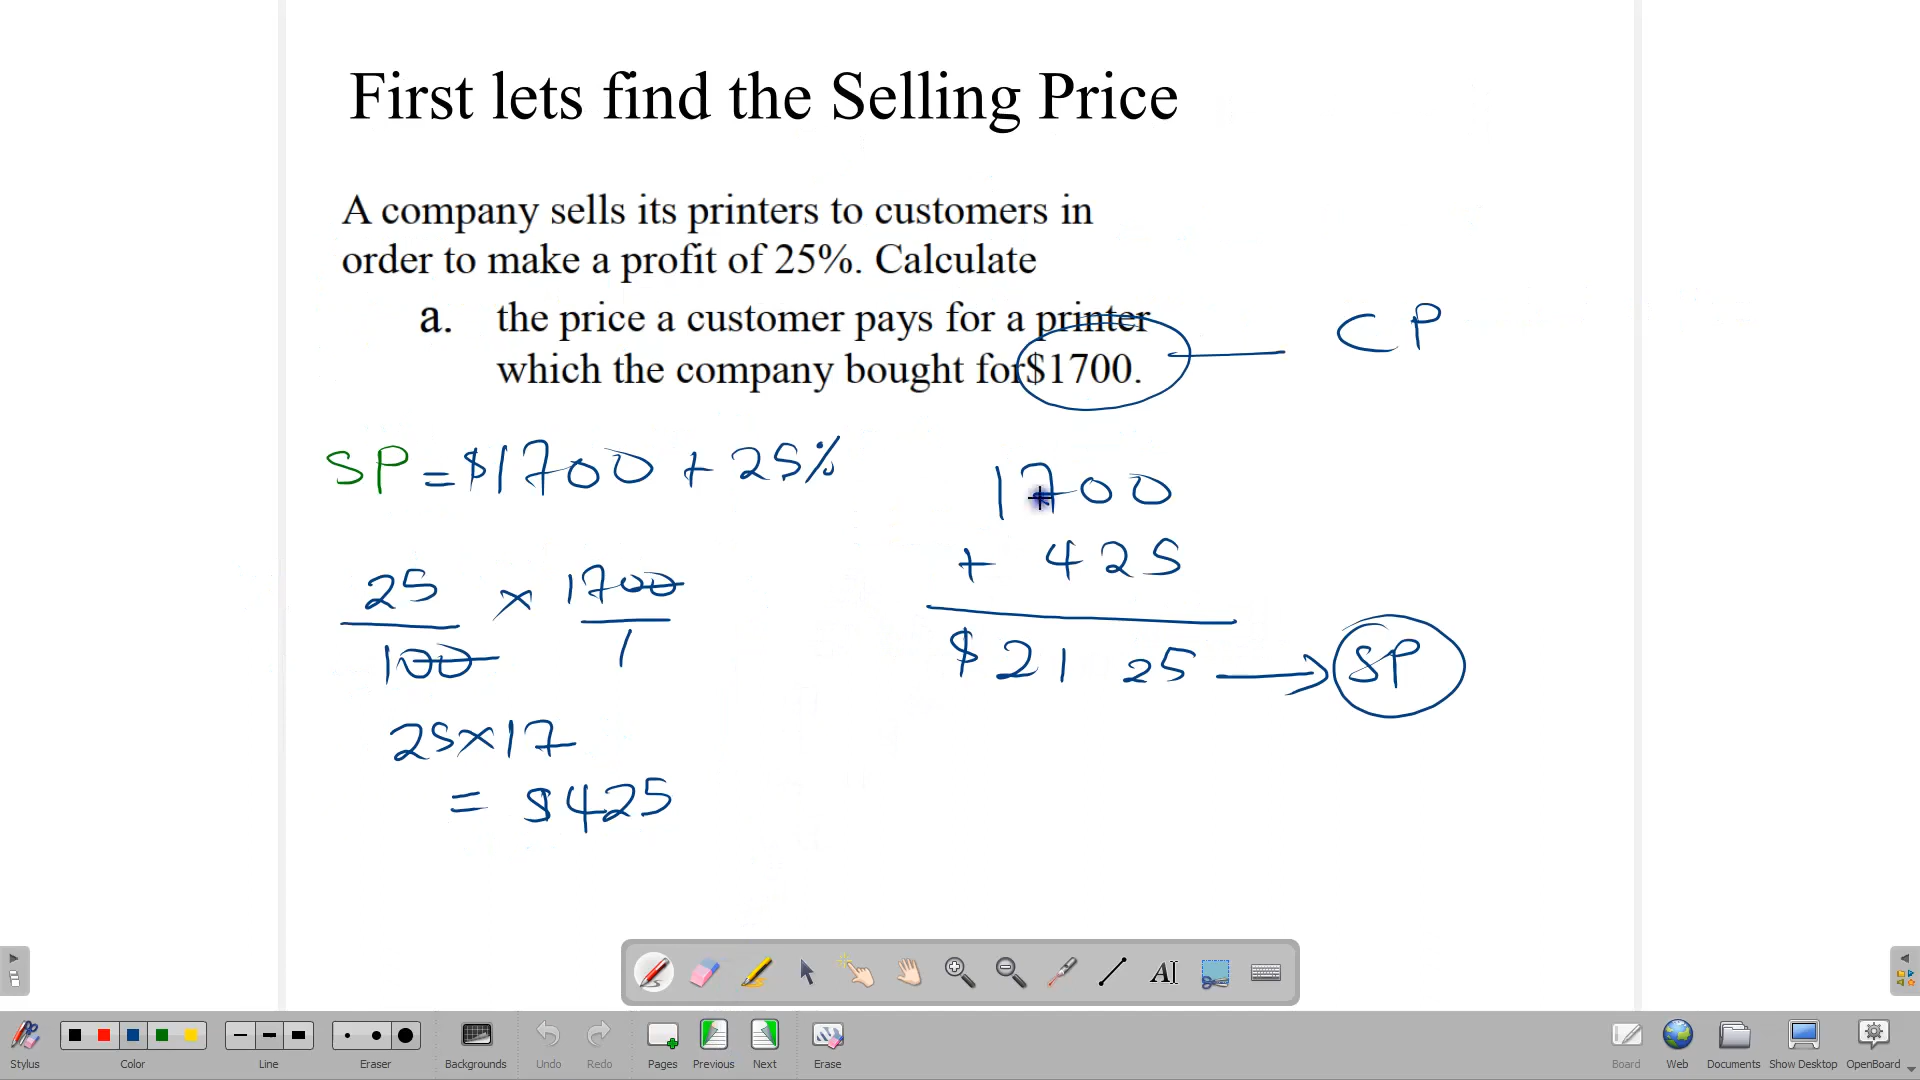 First lets find the Selling Price
A company sells its printers to customers in
order to make a profit of 25%. Calculate
a. the price a customer pays for a printer
which the company bought for$1700.
CP
SP = $1700 + 25%
25/100 × 1700/1
25×17
= $425
1700
+ 425
$2125 → SP
Stylus Color Line Eraser Backgrounds Undo Redo Pages Previous Next Erase Board Web Documents Show Desktop OpenBoard